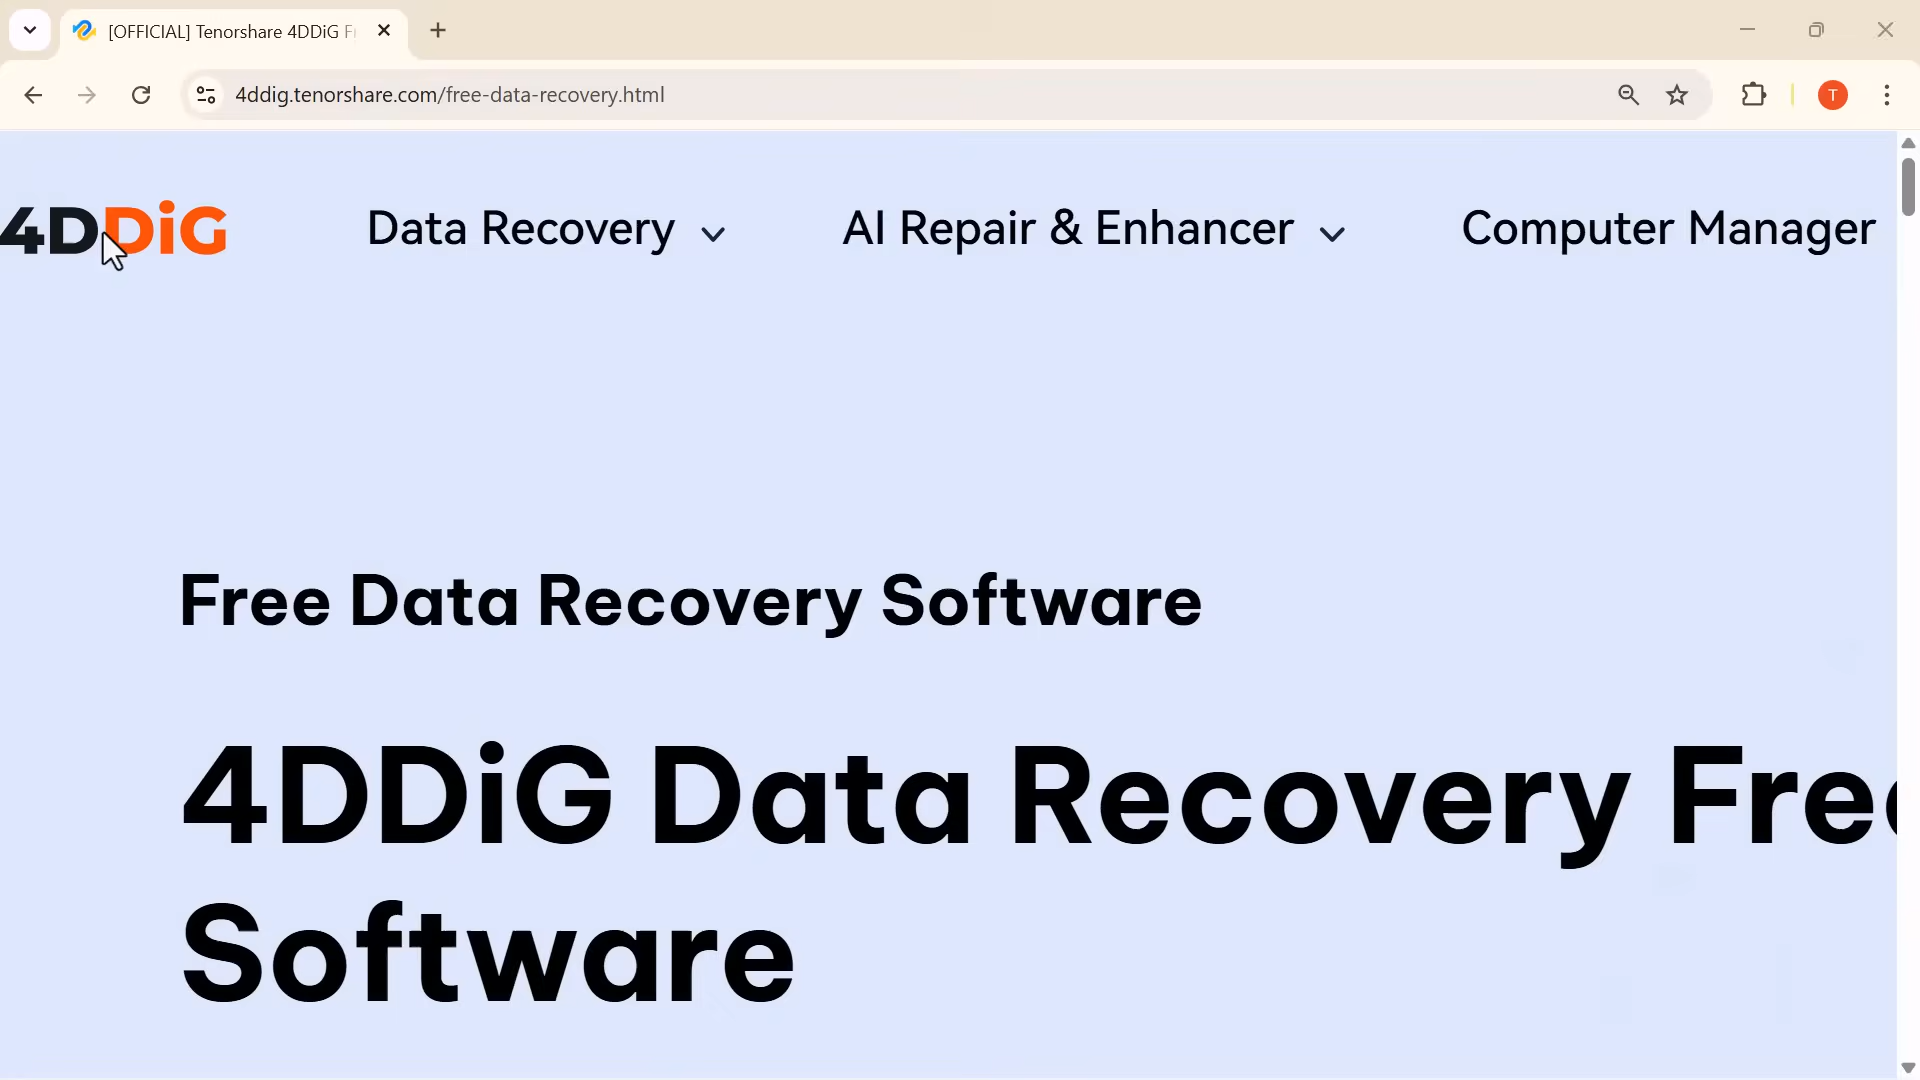 [OFFICIAL] Tenorshare 4DDiG
4ddig.tenorshare.com/free-data-recovery.html
T
4DDiG
Data Recovery
AI Repair & Enhancer
Computer Manager
Free Data Recovery Software
4DDiG Data Recovery Free
Software